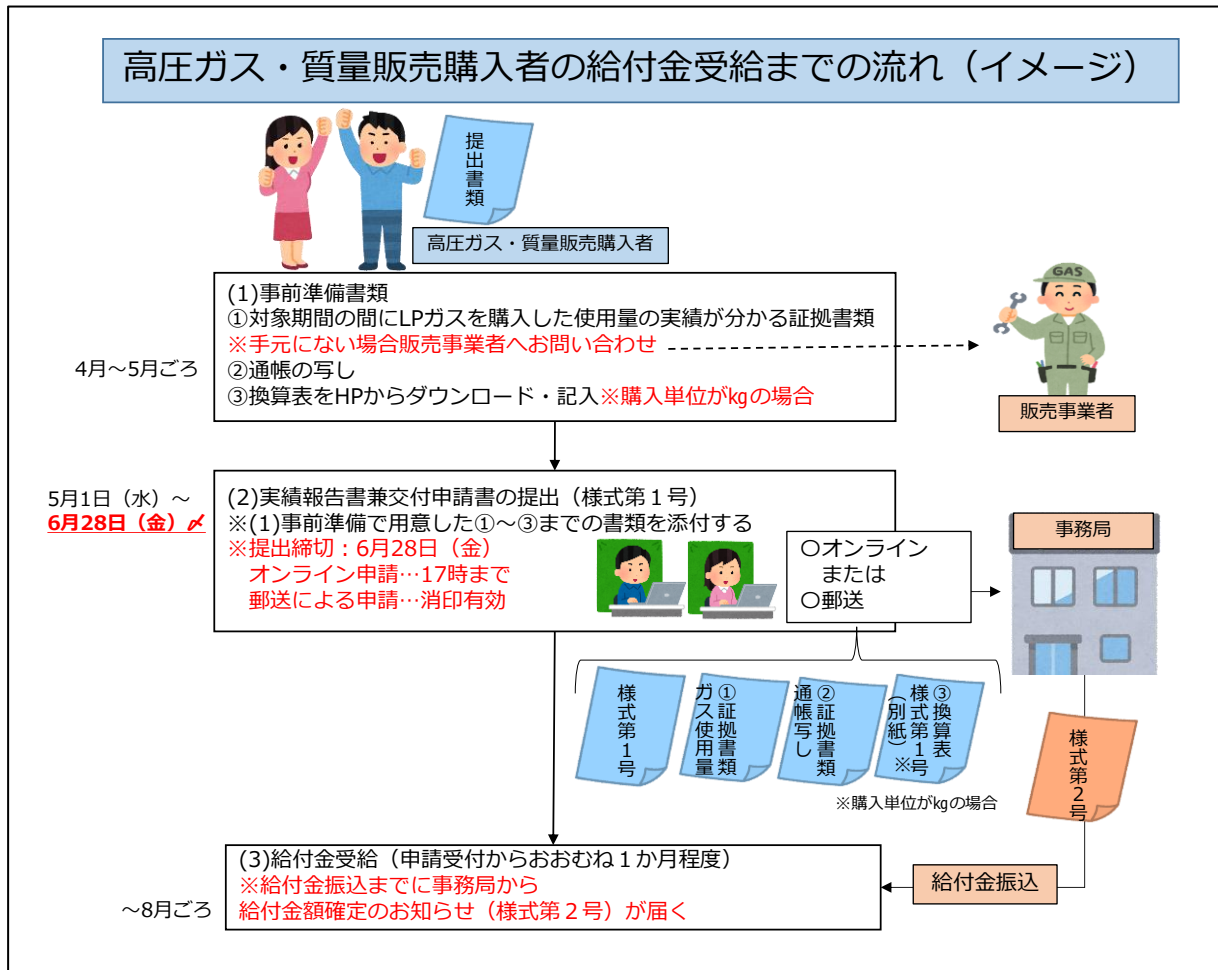 高圧ガス・質量販売購入者の給付金受給までの流れ（イメージ）
提出書類
高圧ガス・質量販売購入者
4月～5月ごろ
(1)事前準備書類
①対象期間の間にLPガスを購入した使用量の実績が分かる証拠書類
※手元にない場合販売事業者へお問い合わせ
②通帳の写し
③換算表をHPからダウンロード・記入※購入単位が㎏の場合
GAS
販売事業者
5月1日（水）～
6月28日（金）〆
(2)実績報告書兼交付申請書の提出（様式第１号）
※(1)事前準備で用意した①～③までの書類を添付する
※提出締切：6月28日（金）
オンライン申請…17時まで
郵送による申請…消印有効
〇オンライン
または
〇郵送
事務局
様式第１号
①証拠書類
ガス使用量
②証拠書類
通帳写し
③換算表
様式第１号
（別紙）※
※購入単位が㎏の場合
様式第２号
～8月ごろ
(3)給付金受給（申請受付からおおむね１か月程度）
※給付金振込までに事務局から
給付金額確定のお知らせ（様式第２号）が届く
給付金振込